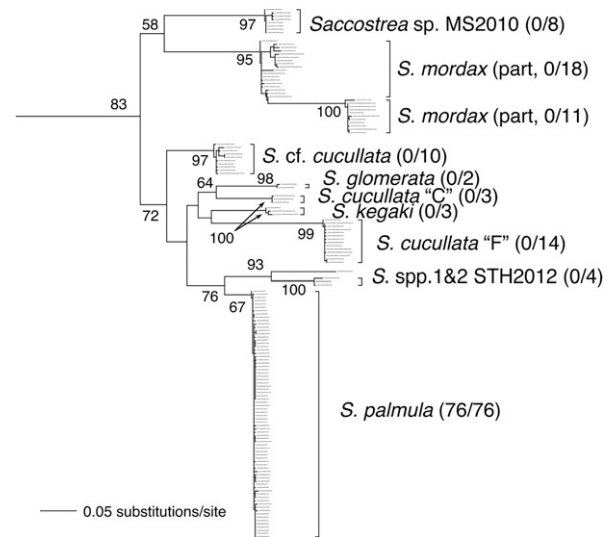 58
97
Saccostrea sp. MS2010 (0/8)
95
S. mordax (part, 0/18)
83
100
S. mordax (part, 0/11)
97
S. cf. cucullata (0/10)
64
98
S. glomerata (0/2)
S. cucullata “C” (0/3)
72
S. kegaki (0/3)
100
99
S. cucullata “F” (0/14)
93
S. spp.1&2 STH2012 (0/4)
76
100
67
S. palmula (76/76)
0.05 substitutions/site